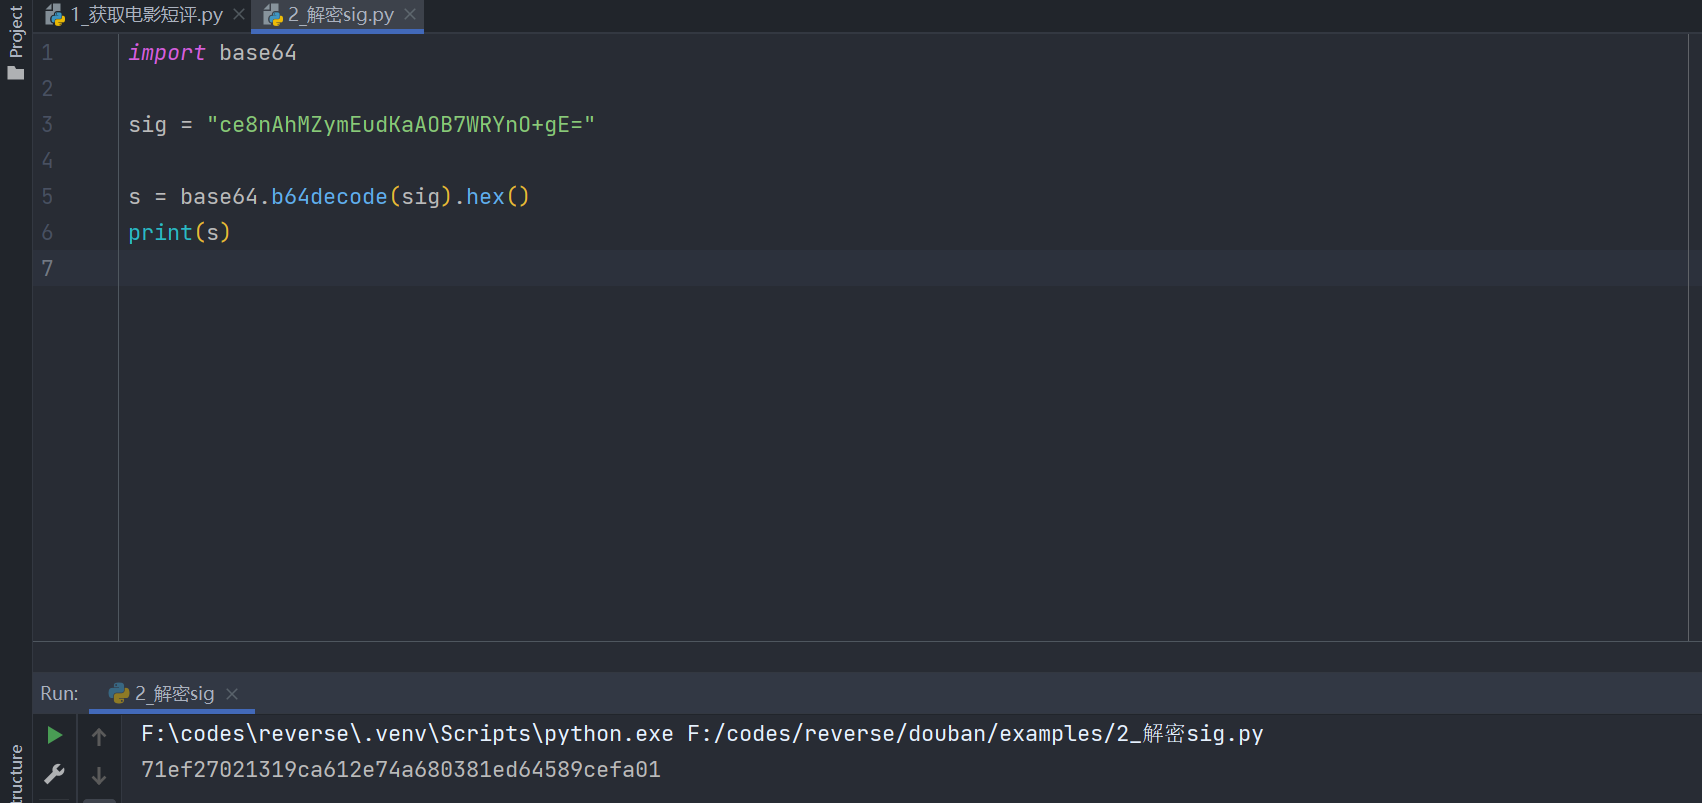 Project
1_获取电影短评.py
2_解密sig.py
1 import base64
2
3 sig = "ce8nAhMZymEudKaAOB7WRYnO+gE="
4
5 s = base64.b64decode(sig).hex()
6 print(s)
7
Run: 2_解密sig
tructure
F:\codes\reverse\.venv\Scripts\python.exe F:/codes/reverse/douban/examples/2_解密sig.py
71ef27021319ca612e74a680381ed64589cefa01